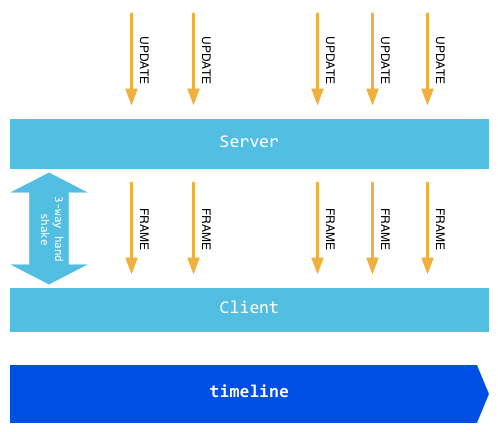 UPDATE
UPDATE
UPDATE
UPDATE
UPDATE
Server
3-way hand
shake
FRAME
FRAME
FRAME
FRAME
FRAME
Client
timeline